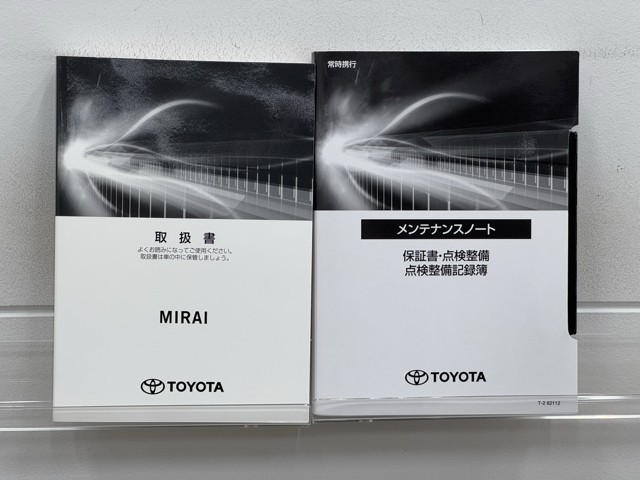 取扱書
よくお読みになってご使用ください。
取扱書は車の中に保管しましょう。
MIRAI
TOYOTA
常時携行
メンテナンスノート
保証書・点検整備
点検整備記録簿
TOYOTA
T-2 82112